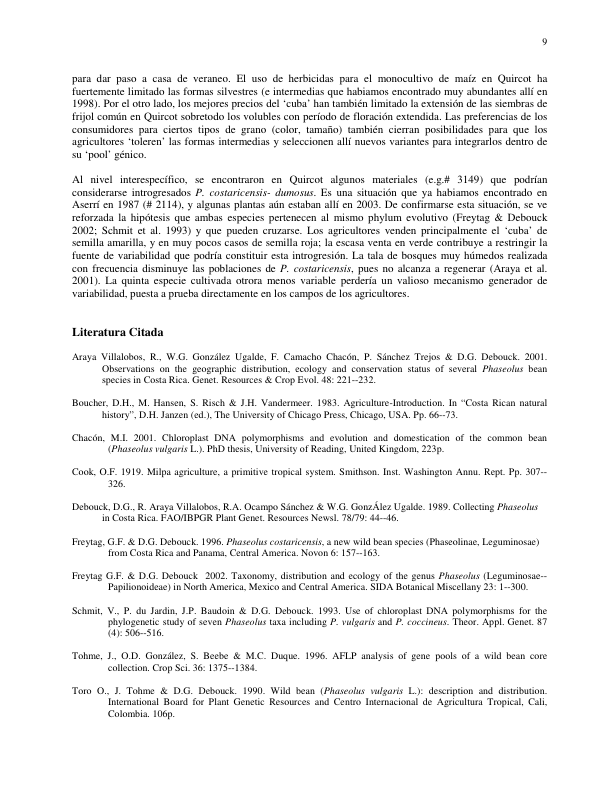 9
para dar paso a casa de veraneo. El uso de herbicidas para el monocultivo de maíz en Quircot ha
fuertemente limitado las formas silvestres (e intermedias que habiamos encontrado muy abundantes allí en
1998). Por el otro lado, los mejores precios del ‘cuba’ han también limitado la extensión de las siembras de
frijol común en Quircot sobretodo los volubles con período de floración extendida. Las preferencias de los
consumidores para ciertos tipos de grano (color, tamaño) también cierran posibilidades para que los
agricultores ‘toleren’ las formas intermedias y seleccionen allí nuevos variantes para integrarlos dentro de
su ‘pool’ génico.
Al nivel interespecífico, se encontraron en Quircot algunos materiales (e.g.# 3149) que podrían
considerarse introgresados P. costaricensis- dumosus. Es una situación que ya habiamos encontrado en
Aserrí en 1987 (# 2114), y algunas plantas aún estaban allí en 2003. De confirmarse esta situación, se ve
reforzada la hipótesis que ambas especies pertenecen al mismo phylum evolutivo (Freytag & Debouck
2002; Schmit et al. 1993) y que pueden cruzarse. Los agricultores venden principalmente el ‘cuba’ de
semilla amarilla, y en muy pocos casos de semilla roja; la escasa venta en verde contribuye a restringir la
fuente de variabilidad que podría constituir esta introgresión. La tala de bosques muy húmedos realizada
con frecuencia disminuye las poblaciones de P. costaricensis, pues no alcanza a regenerar (Araya et al.
2001). La quinta especie cultivada otrora menos variable perdería un valioso mecanismo generador de
variabilidad, puesta a prueba directamente en los campos de los agricultores.
Literatura Citada
Araya Villalobos, R., W.G. González Ugalde, F. Camacho Chacón, P. Sánchez Trejos & D.G. Debouck. 2001.
Observations on the geographic distribution, ecology and conservation status of several Phaseolus bean
species in Costa Rica. Genet. Resources & Crop Evol. 48: 221--232.
Boucher, D.H., M. Hansen, S. Risch & J.H. Vandermeer. 1983. Agriculture-Introduction. In “Costa Rican natural
history”, D.H. Janzen (ed.), The University of Chicago Press, Chicago, USA. Pp. 66--73.
Chacón, M.I. 2001. Chloroplast DNA polymorphisms and evolution and domestication of the common bean
(Phaseolus vulgaris L.). PhD thesis, University of Reading, United Kingdom, 223p.
Cook, O.F. 1919. Milpa agriculture, a primitive tropical system. Smithson. Inst. Washington Annu. Rept. Pp. 307--
326.
Debouck, D.G., R. Araya Villalobos, R.A. Ocampo Sánchez & W.G. GonzÁlez Ugalde. 1989. Collecting Phaseolus
in Costa Rica. FAO/IBPGR Plant Genet. Resources Newsl. 78/79: 44--46.
Freytag, G.F. & D.G. Debouck. 1996. Phaseolus costaricensis, a new wild bean species (Phaseolinae, Leguminosae)
from Costa Rica and Panama, Central America. Novon 6: 157--163.
Freytag G.F. & D.G. Debouck 2002. Taxonomy, distribution and ecology of the genus Phaseolus (Leguminosae--
Papilionoideae) in North America, Mexico and Central America. SIDA Botanical Miscellany 23: 1--300.
Schmit, V., P. du Jardin, J.P. Baudoin & D.G. Debouck. 1993. Use of chloroplast DNA polymorphisms for the
phylogenetic study of seven Phaseolus taxa including P. vulgaris and P. coccineus. Theor. Appl. Genet. 87
(4): 506--516.
Tohme, J., O.D. González, S. Beebe & M.C. Duque. 1996. AFLP analysis of gene pools of a wild bean core
collection. Crop Sci. 36: 1375--1384.
Toro O., J. Tohme & D.G. Debouck. 1990. Wild bean (Phaseolus vulgaris L.): description and distribution.
International Board for Plant Genetic Resources and Centro Internacional de Agricultura Tropical, Cali,
Colombia. 106p.